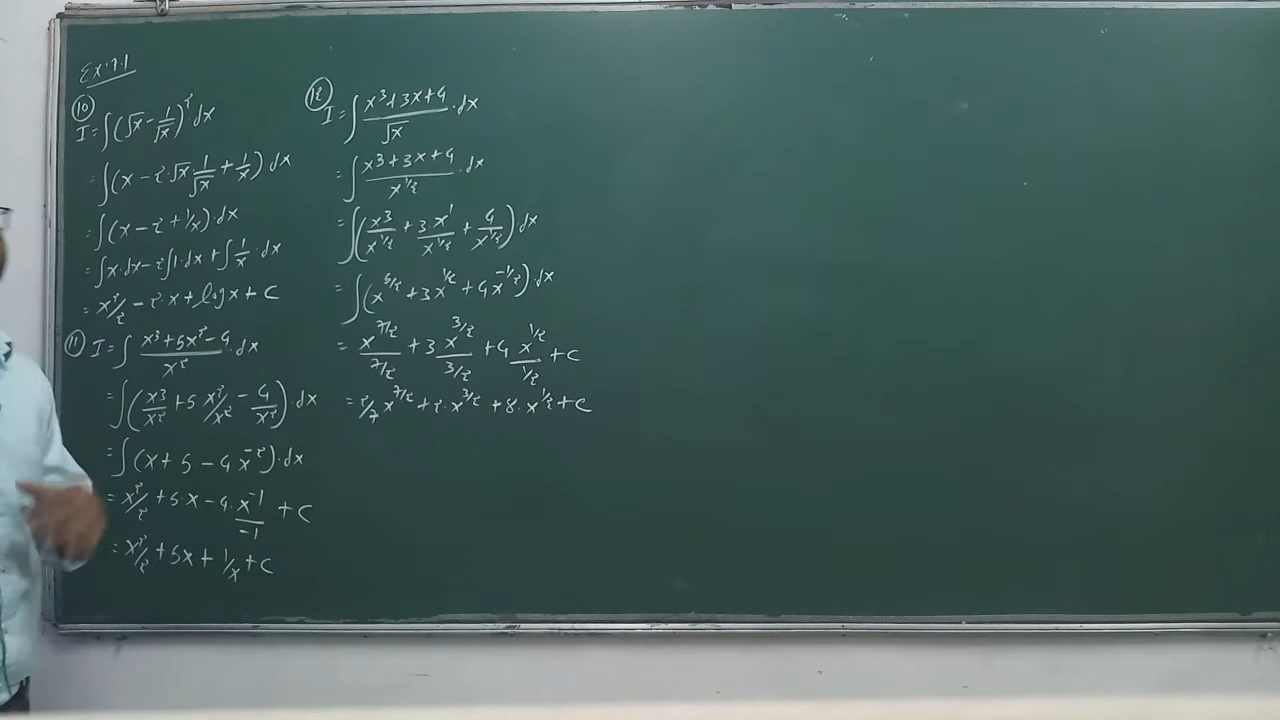 Ex.7.1
(10)
I = ∫(√x - 1/√x)² dx
= ∫(x - 2·√x 1/√x + 1/x) dx
= ∫(x - 2 + 1/x)·dx
= ∫x·dx - 2∫1·dx + ∫1/x·dx
= x²/2 - 2·x + log x + c
(11) I = ∫ x³ + 5x² - 4 / x² · dx
= ∫(x³/x² + 5 x²/x² - 4/x²)·dx
= ∫(x + 5 - 4x⁻²)·dx
= x²/2 + 5·x - 4·x⁻¹/-1 + c
= x²/2 + 5x + 1/x + c
(12) I = ∫ x³ + 3x + 4 / √x · dx
= ∫ x³ + 3x + 4 / x^1/2 · dx
= ∫(x³/x^1/2 + 3·x¹/x^1/2 + 4/x^1/2) dx
= ∫(x^5/2 + 3x^1/2 + 4x^-1/2)·dx
= x^7/2 / 7/2 + 3 x^3/2 / 3/2 + 4 x^1/2 / 1/2 + c
= 2/7 x^7/2 + 2·x^3/2 + 8·x^1/2 + c